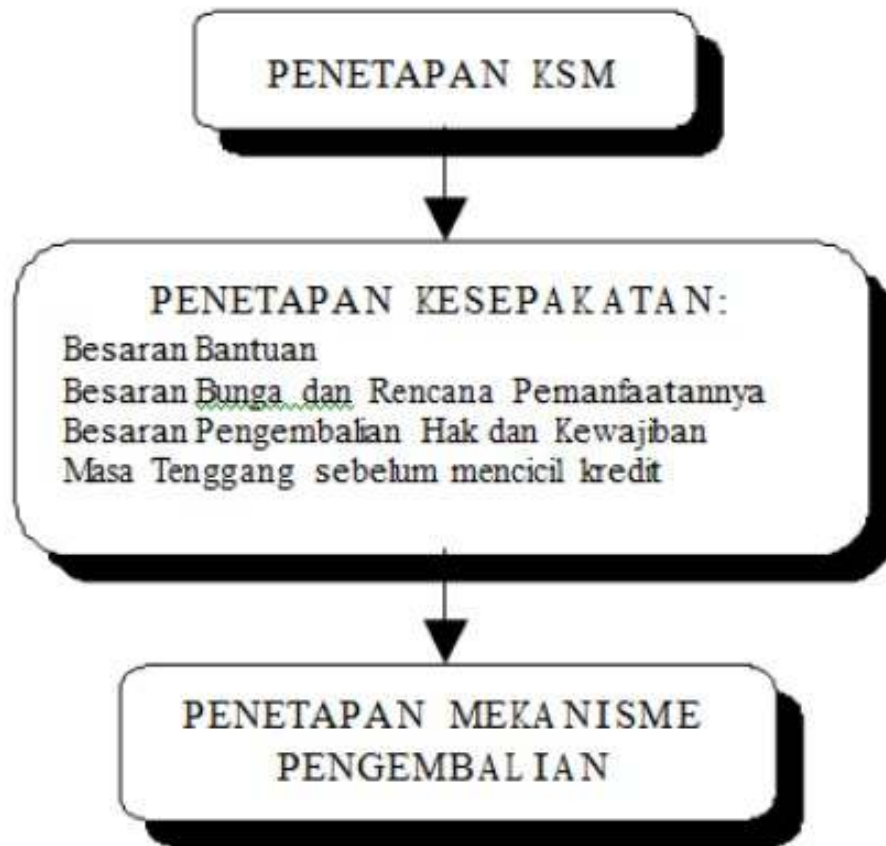 PENETAPAN KSM
PENETAPAN KESEPAKATAN:
Besaran Bantuan
Besaran Bunga dan Rencana Pemanfaatannya
Besaran Pengembalian Hak dan Kewajiban
Masa Tenggang sebelum mencicil kredit
PENETAPAN MEKANISME
PENGEMBALIAN